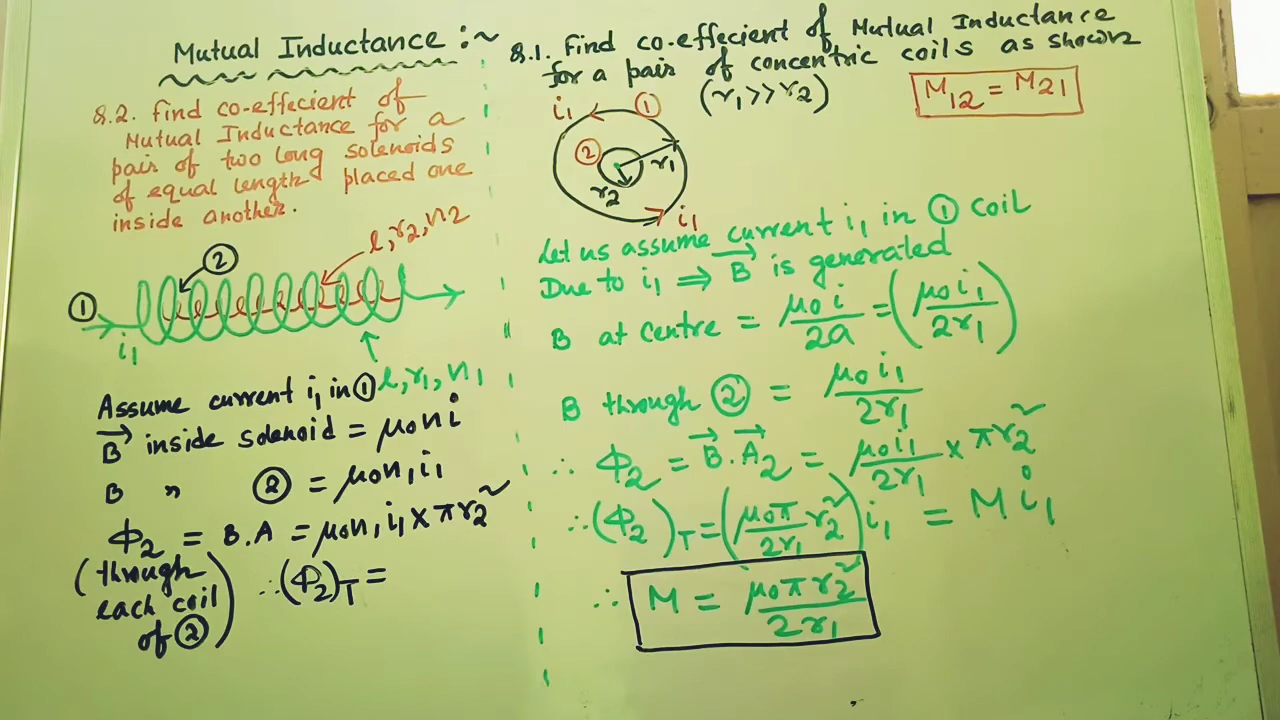 Mutual Inductance :~
8.2. Find co-effecient of
Mutual Inductance for a
pair of two long solenoids
of equal length placed one
inside another.
② l, r2, n2
①
i1
l, r1, n1
Assume current i1 in ①
B⃗ inside solenoid = μ0ni
B " ② = μ0n1i1
Φ2 = B.A = μ0n1i1 × πr2²
(through each coil of ②) ∴ (Φ2)T =
8.1. Find co-effecient of Mutual Inductance
for a pair of concentric coils as shown
(r1 >> r2)
M12 = M21
i1 ①
② r1
r2
i1
Let us assume current i1 in ① coil
Due to i1 ⇒ B⃗ is generated
B at centre = μ0i/2a = (μ0i1/2r1)
B through ② = μ0i1/2r1
∴ Φ2 = B⃗.A⃗2 = μ0i1/2r1 × πr2²
∴ (Φ2)T = (μ0π/2r1 r2²) i1 = Mi1
∴ M = μ0πr2²/2r1